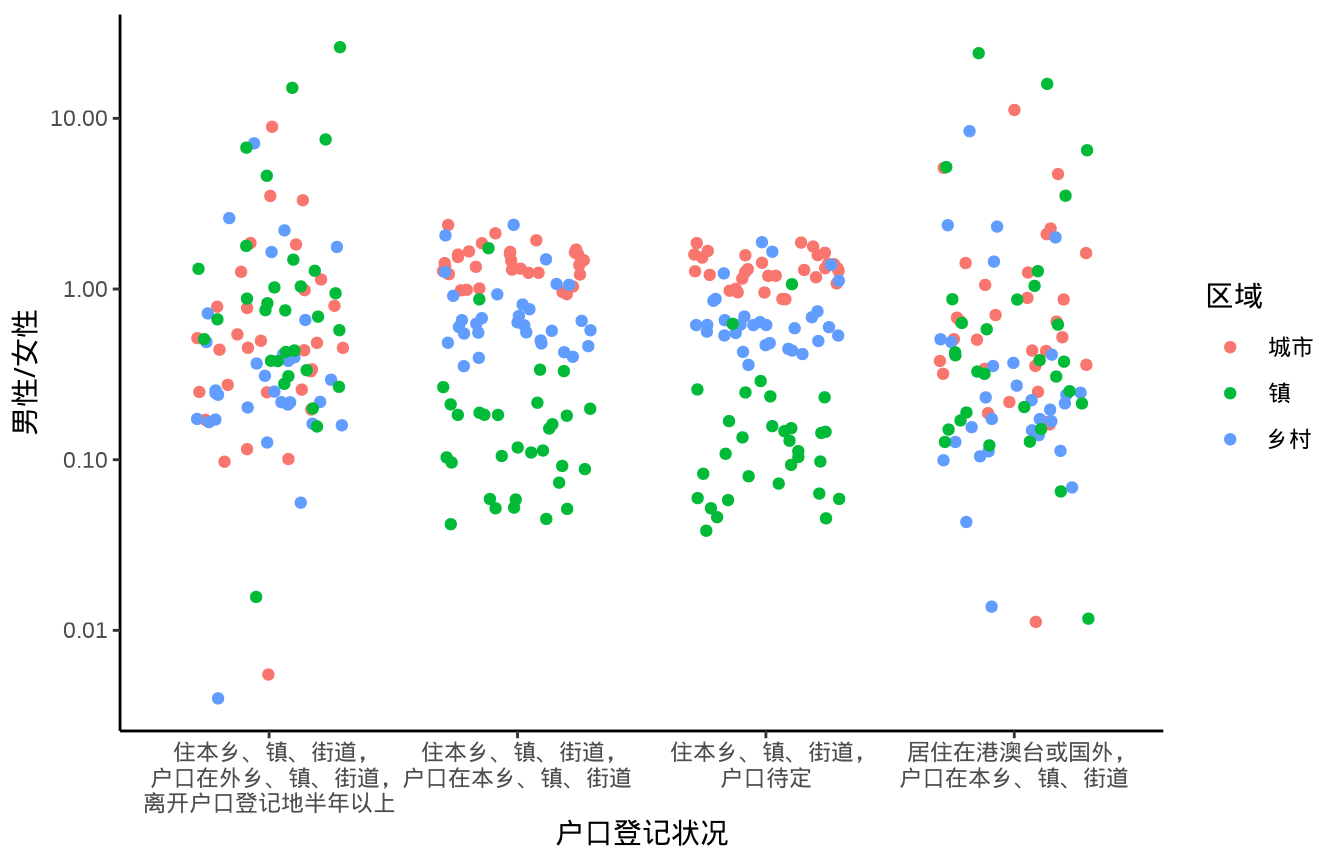 男性/女性
10.00
1.00
0.10
0.01
住本乡、镇、街道，
户口在外乡、镇、街道，
离开户口登记地半年以上
住本乡、镇、街道，
户口在本乡、镇、街道
住本乡、镇、街道，
户口待定
居住在港澳台或国外，
户口在本乡、镇、街道
户口登记状况
区域
城市
镇
乡村